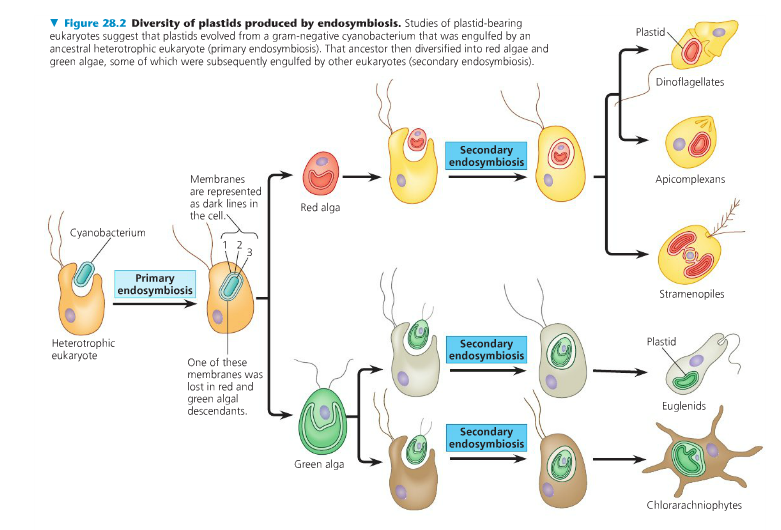 ▼ Figure 28.2 Diversity of plastids produced by endosymbiosis. Studies of plastid-bearing
eukaryotes suggest that plastids evolved from a gram-negative cyanobacterium that was engulfed by an
ancestral heterotrophic eukaryote (primary endosymbiosis). That ancestor then diversified into red algae and
green algae, some of which were subsequently engulfed by other eukaryotes (secondary endosymbiosis).
Plastid
Dinoflagellates
Secondary
endosymbiosis
Membranes
are represented
as dark lines in
the cell.
Red alga
Apicomplexans
Cyanobacterium
1 2
3
Primary
endosymbiosis
Stramenopiles
Heterotrophic
eukaryote
One of these
membranes was
lost in red and
green algal
descendants.
Secondary
endosymbiosis
Plastid
Euglenids
Secondary
endosymbiosis
Green alga
Chlorarachniophytes